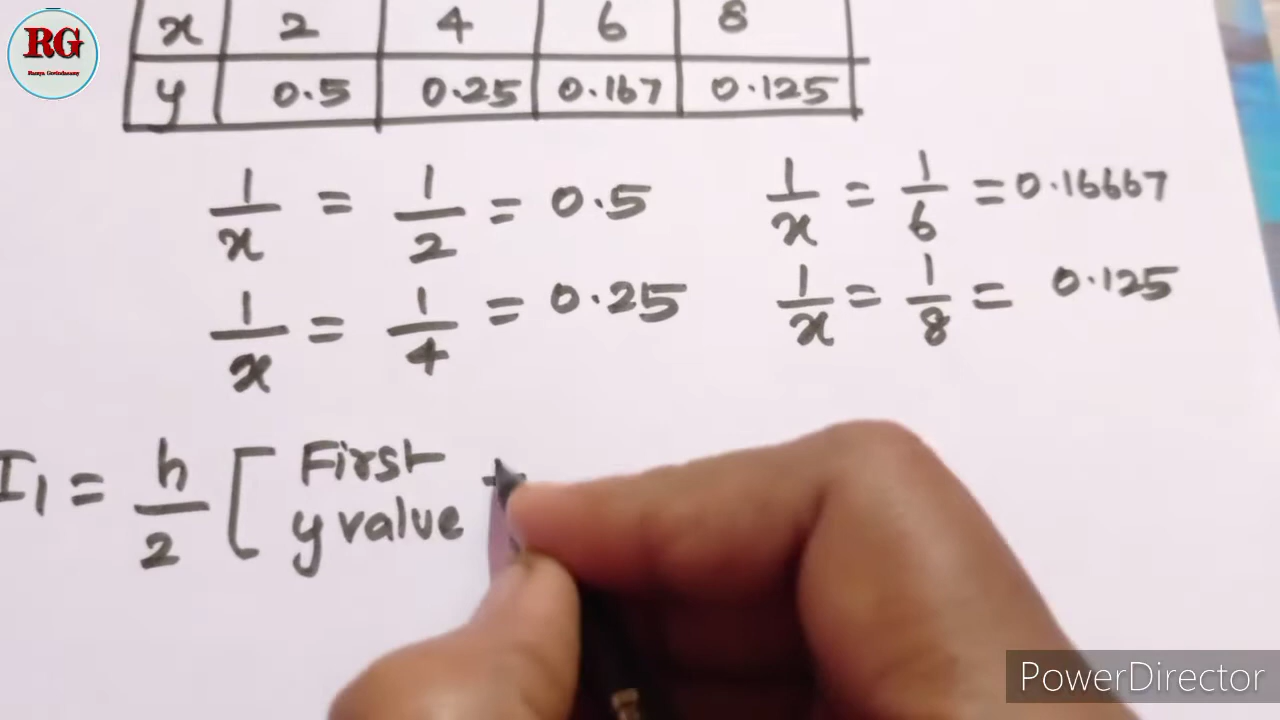 RG
Ramya Govindasamy
x 2 4 6 8
y 0.5 0.25 0.167 0.125
1/x = 1/2 = 0.5
1/x = 1/4 = 0.25
1/x = 1/6 = 0.16667
1/x = 1/8 = 0.125
I1 = h/2 [ First y value +
PowerDirector